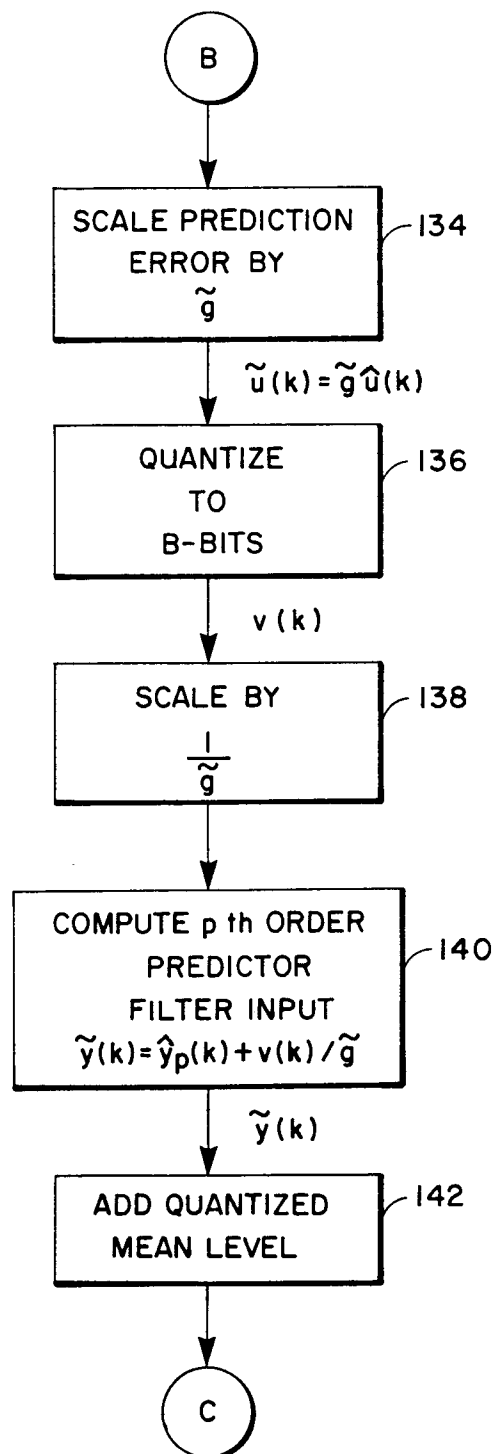 B
SCALE PREDICTION
ERROR BY
g̃
134
ũ(k)=g̃û(k)
QUANTIZE
TO
B-BITS
136
v(k)
SCALE BY
1
g̃
138
COMPUTE p th ORDER
PREDICTOR
FILTER INPUT
ỹ(k)=ŷp(k)+v(k)/g̃
140
ỹ(k)
ADD QUANTIZED
MEAN LEVEL
142
C